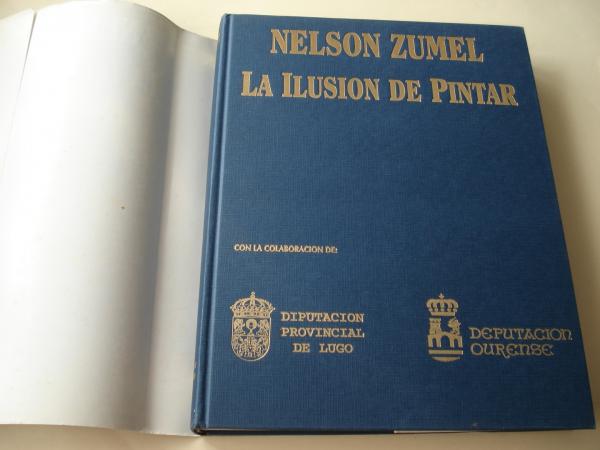 NELSON ZUMEL
LA ILUSION DE PINTAR
CON LA COLABORACION DE:
DIPUTACION
PROVINCIAL
DE LUGO
DEPUTACION
OURENSE